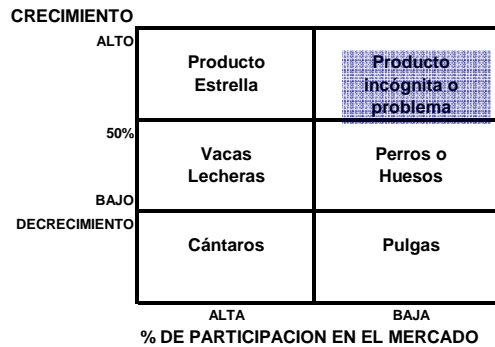 CRECIMIENTO
ALTO
Producto
Estrella
Producto
incógnita o
problema
50%
Vacas
Lecheras
Perros o
Huesos
BAJO
DECRECIMIENTO
Cántaros
Pulgas
ALTA
BAJA
% DE PARTICIPACION EN EL MERCADO